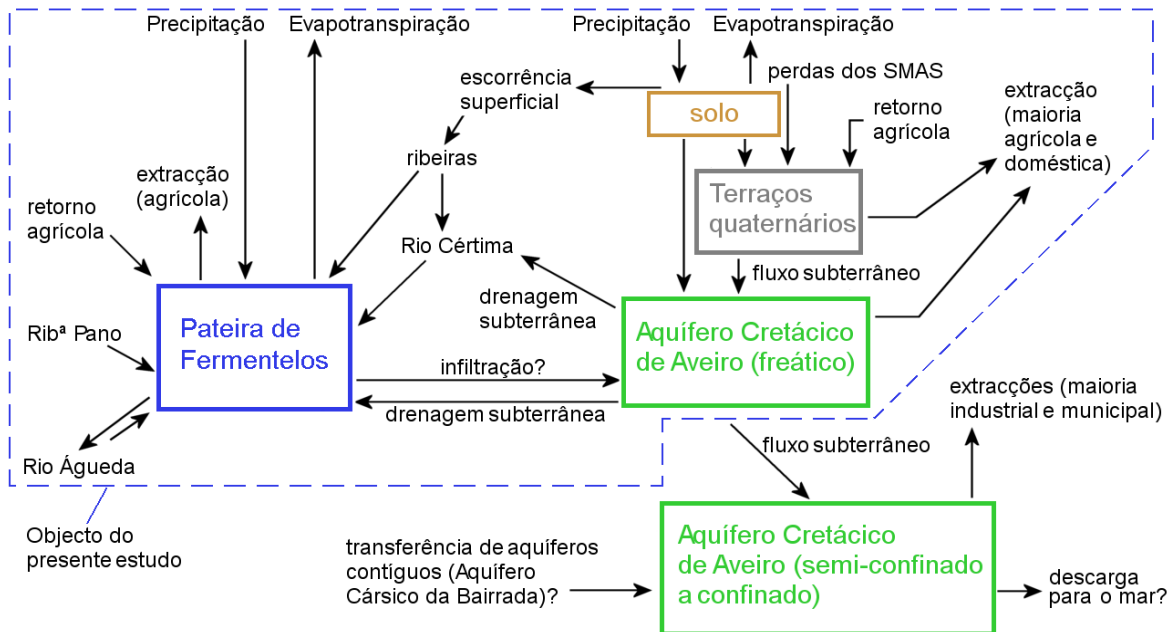 Precipitação
Evapotranspiração
Precipitação
Evapotranspiração
perdas dos SMAS
escorrência
superficial
solo
retorno
agrícola
extracção
(maioria
agrícola e
doméstica)
ribeiras
extracção
(agrícola)
Terraços
quaternários
retorno
agrícola
Rio Cértima
fluxo subterrâneo
drenagem
subterrânea
Pateira de
Fermentelos
Ribª Pano
Aquífero Cretácico
de Aveiro (freático)
infiltração?
drenagem subterrânea
extracções (maioria
industrial e municipal)
fluxo subterrâneo
Rio Águeda
Objecto do
presente estudo
transferência de aquíferos
contíguos (Aquífero
Cársico da Bairrada)?
Aquífero Cretácico
de Aveiro (semi-confinado
a confinado)
descarga
para o mar?